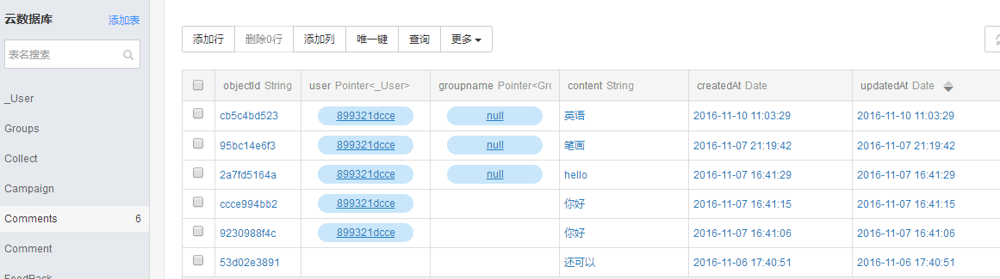 云数据库 添加表
表名搜索
_User
Groups
Collect
Campaign
Comments 6
Comment
FeedBack
添加行 删除0行 添加列 唯一键 查询 更多
objectId String user Pointer<_User> groupname Pointer<Gro content String createdAt Date updatedAt Date
cb5c4bd523 899321dcce null 英语 2016-11-10 11:03:29 2016-11-10 11:03:29
95bc14e6f3 899321dcce null 笔画 2016-11-07 21:19:42 2016-11-07 21:19:42
2a7fd5164a 899321dcce null hello 2016-11-07 16:41:29 2016-11-07 16:41:29
ccce994bb2 899321dcce 你好 2016-11-07 16:41:15 2016-11-07 16:41:15
9230988f4c 899321dcce 你好 2016-11-07 16:41:06 2016-11-07 16:41:06
53d02e3891 还可以 2016-11-06 17:40:51 2016-11-06 17:40:51